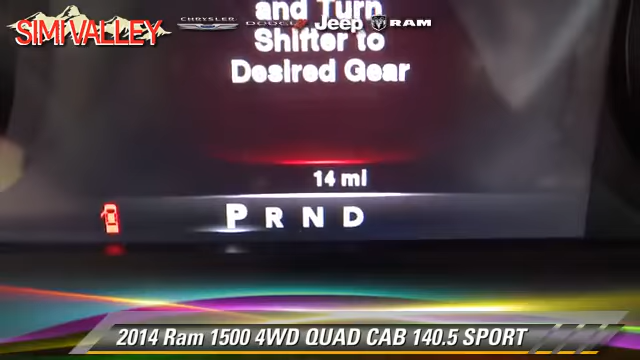 SIMI VALLEY
CHRYSLER DODGE Jeep RAM
and Turn
Shifter to
Desired Gear
14 mi
P R N D
2014 Ram 1500 4WD QUAD CAB 140.5 SPORT